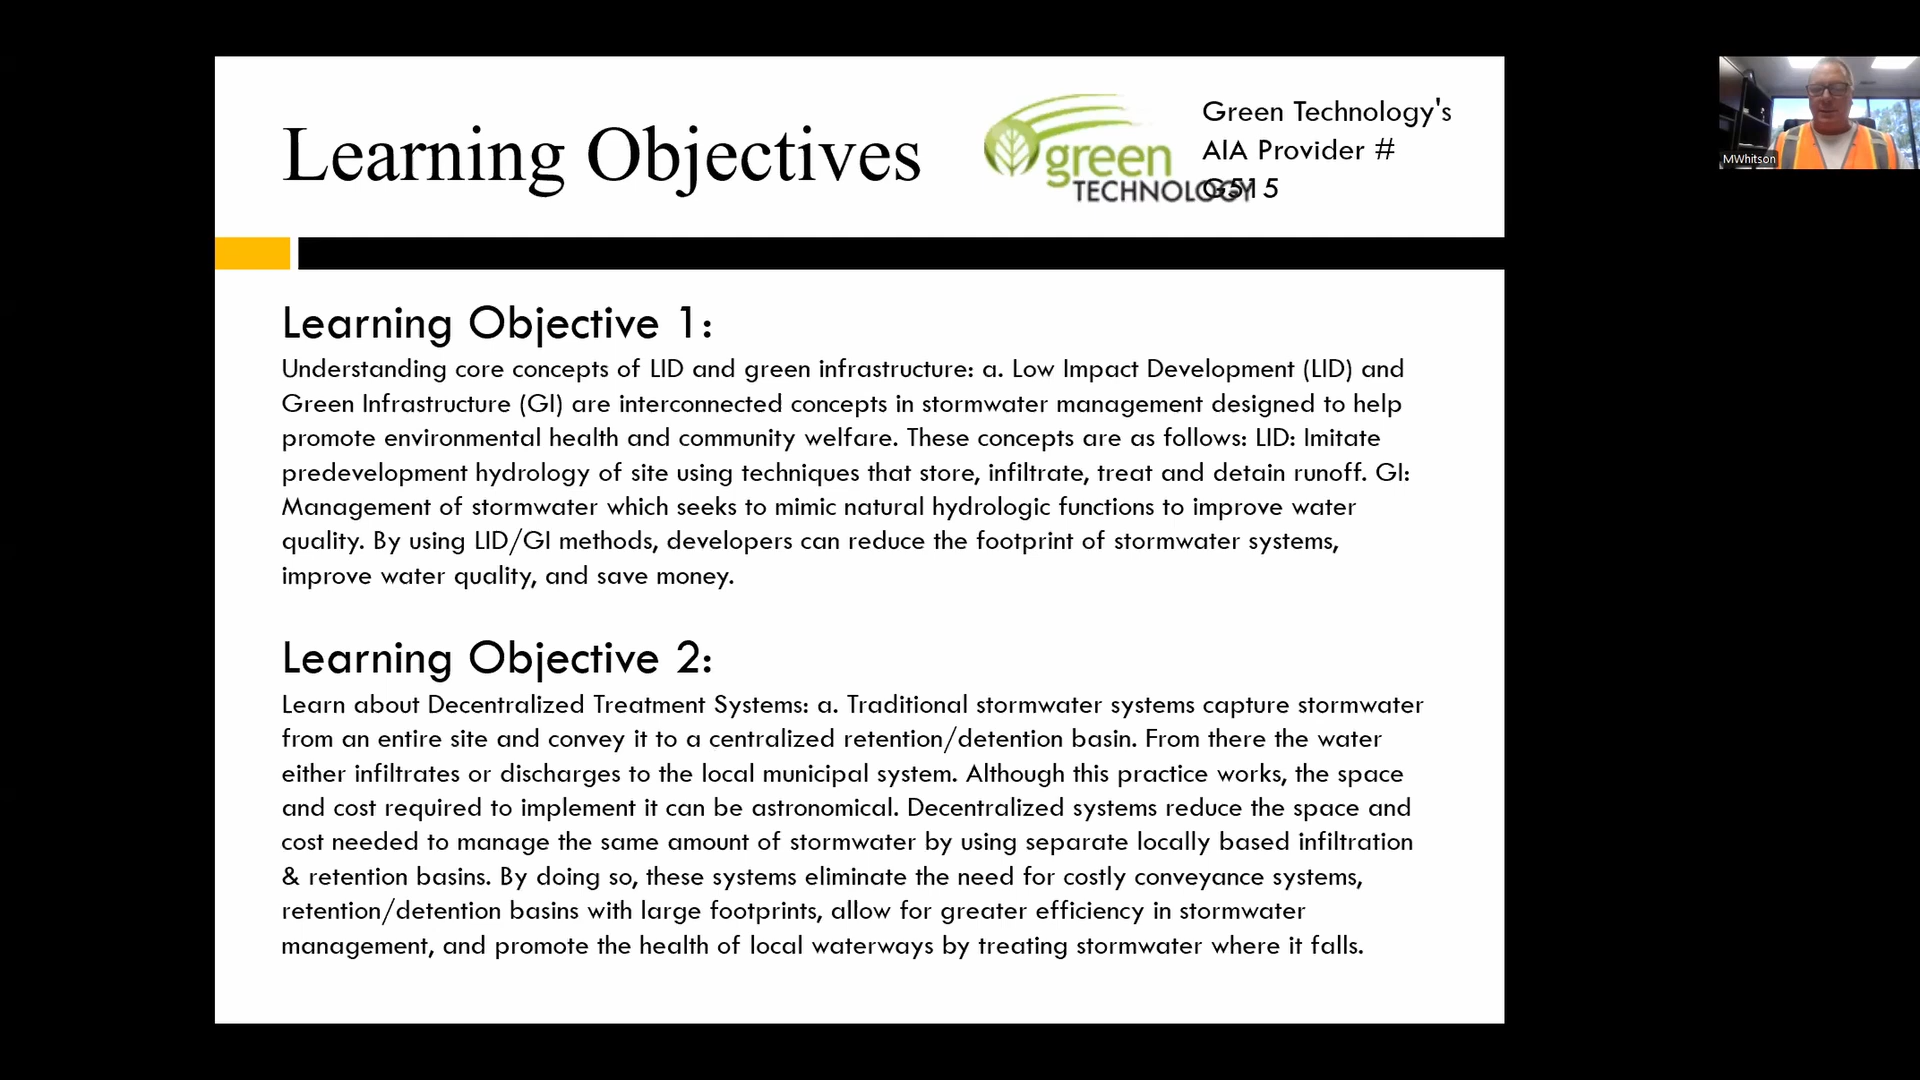 Learning Objectives
green
TECHNOLOGY
Green Technology's
AIA Provider #
G515
MWhitson
Learning Objective 1:
Understanding core concepts of LID and green infrastructure: a. Low Impact Development (LID) and
Green Infrastructure (GI) are interconnected concepts in stormwater management designed to help
promote environmental health and community welfare. These concepts are as follows: LID: Imitate
predevelopment hydrology of site using techniques that store, infiltrate, treat and detain runoff. GI:
Management of stormwater which seeks to mimic natural hydrologic functions to improve water
quality. By using LID/GI methods, developers can reduce the footprint of stormwater systems,
improve water quality, and save money.
Learning Objective 2:
Learn about Decentralized Treatment Systems: a. Traditional stormwater systems capture stormwater
from an entire site and convey it to a centralized retention/detention basin. From there the water
either infiltrates or discharges to the local municipal system. Although this practice works, the space
and cost required to implement it can be astronomical. Decentralized systems reduce the space and
cost needed to manage the same amount of stormwater by using separate locally based infiltration
& retention basins. By doing so, these systems eliminate the need for costly conveyance systems,
retention/detention basins with large footprints, allow for greater efficiency in stormwater
management, and promote the health of local waterways by treating stormwater where it falls.